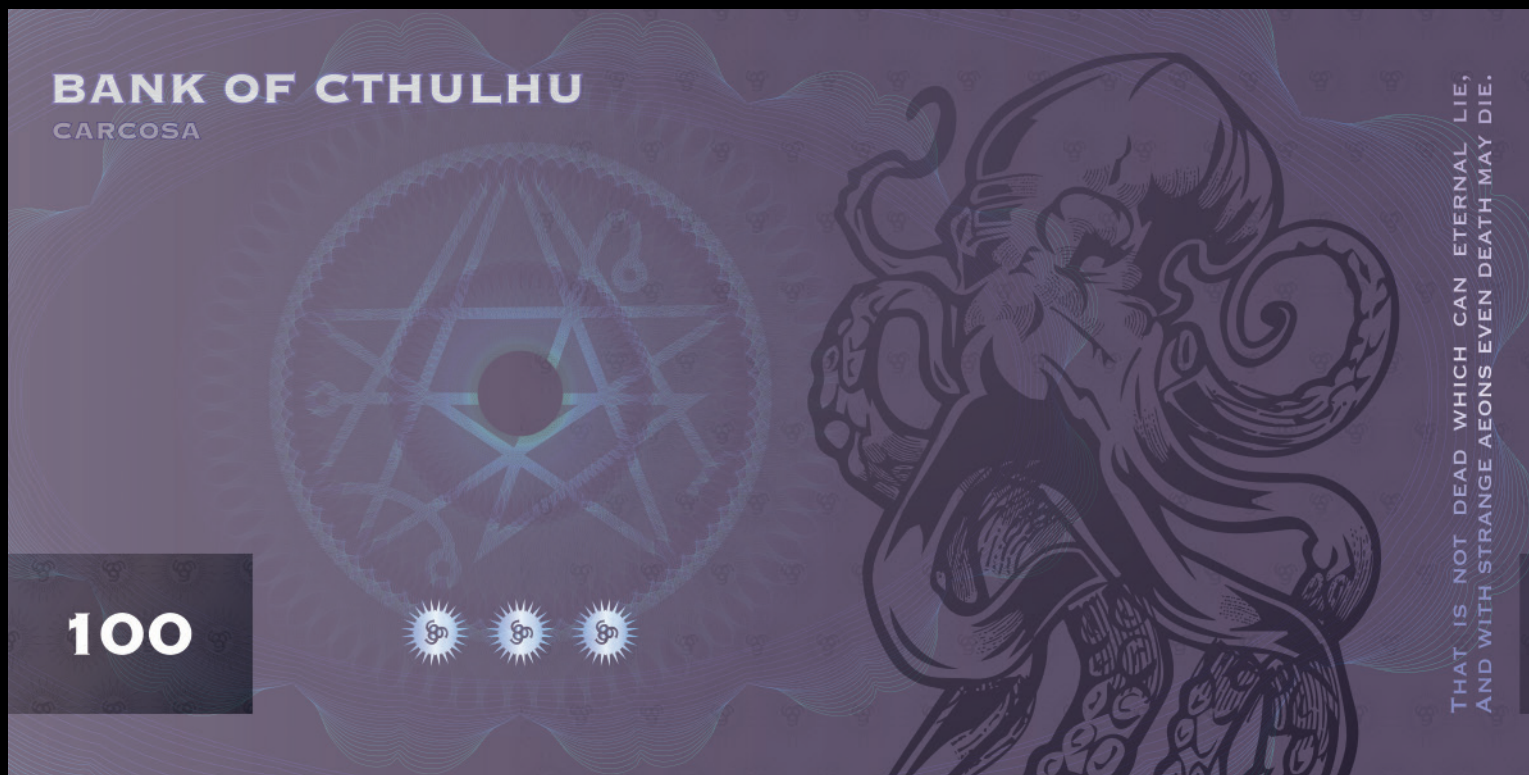 BANK OF CTHULHU
CARCOSA
100
THAT IS NOT DEAD WHICH CAN ETERNAL LIE,
AND WITH STRANGE AEONS EVEN DEATH MAY DIE.